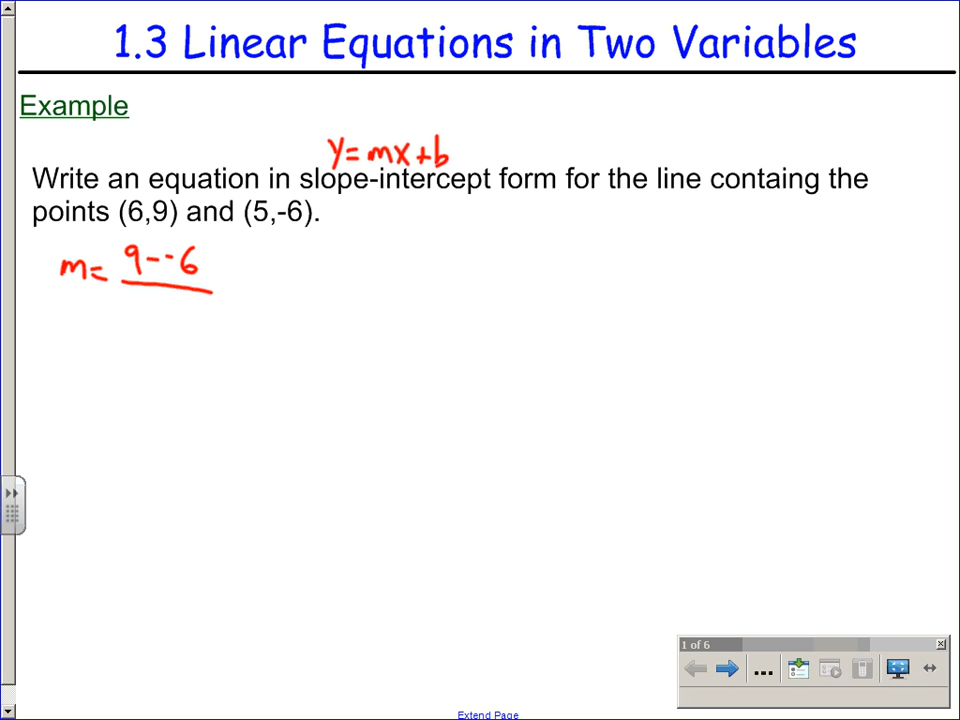 1.3 Linear Equations in Two Variables
Example
y=mx+b
Write an equation in slope-intercept form for the line containg the
points (6,9) and (5,-6).
m= 9--6
1 of 6
...
Extend Page